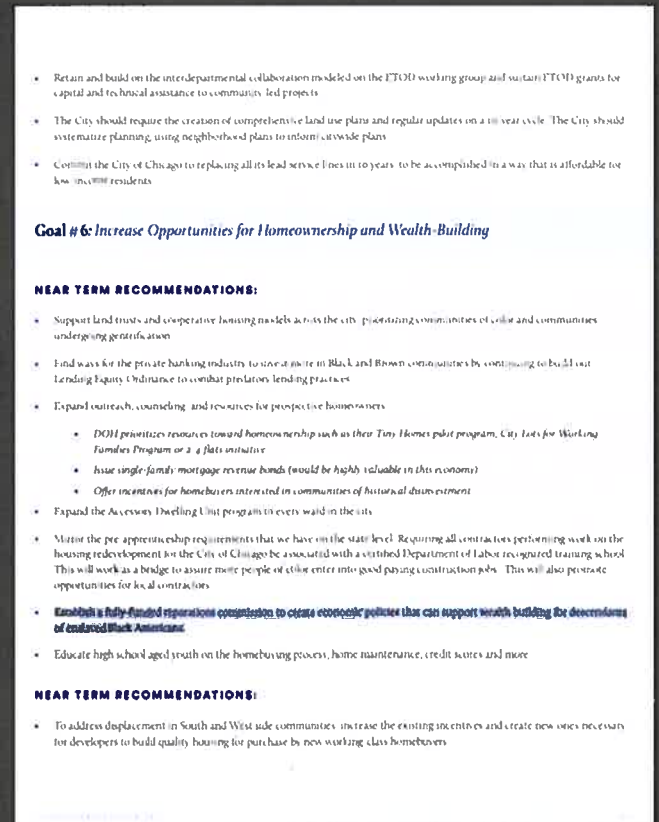 Retain and build on the interdepartmental collaboration modeled on the ETOD working group and sustain ETOD grants for
capital and technical assistance to community-led projects
The City should require the creation of comprehensive land use plans and regular updates on a 10 year cycle. The City should
systematize planning, using neighborhood plans to inform citywide plans
Commit the City of Chicago to replacing all its lead service lines in 10 years, to be accomplished in a way that is affordable for
low income residents
Goal #6: Increase Opportunities for Homeownership and Wealth-Building
NEAR TERM RECOMMENDATIONS:
Support land trusts and cooperative housing models across the city, prioritizing communities of color and communities
undergoing gentrification
Find ways for the private banking industry to invest more in Black and Brown communities by continuing to build out
Lending Equity Ordinance to combat predatory lending practices
Expand outreach, counseling, and resources for prospective homeowners
DOH prioritizes resources toward homeownership such as their Tiny Homes pilot program, City Lots for Working
Families Program or a 2-4 flats initiative
Issue single-family mortgage revenue bonds (would be highly valuable in this economy)
Offer incentives for homebuyers interested in communities of historical disinvestment
Expand the Accessory Dwelling Unit program to every ward in the city
Mirror the pre apprenticeship requirements that we have on the state level. Requiring all contractors performing work on the
housing redevelopment for the City of Chicago be associated with a certified Department of Labor recognized training school
This will work as a bridge to assure more people of color enter into good paying construction jobs. This will also promote
opportunities for local contractors
Establish a fully-funded reparations commission to create economic policies that can support wealth building for descendants
of enslaved Black Americans.
Educate high school aged youth on the homebuying process, home maintenance, credit scores and more
NEAR TERM RECOMMENDATIONS:
To address displacement in South and West side communities, increase the existing incentives and create new ones necessary
for developers to build quality housing for purchase by new working class homebuyers